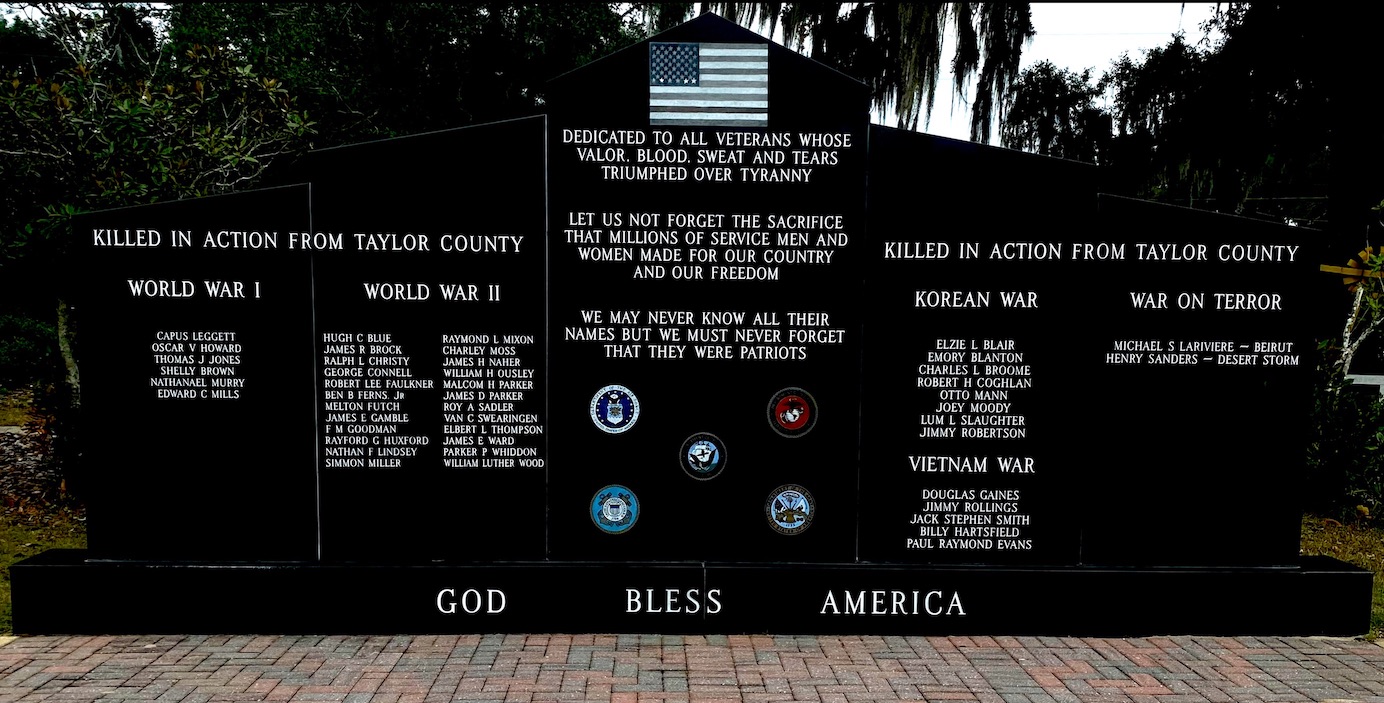 KILLED IN ACTION FROM TAYLOR COUNTY
WORLD WAR I
CAPUS LEGGETT
OSCAR V HOWARD
THOMAS J JONES
SHELLY BROWN
NATHANAEL MURRY
EDWARD C MILLS
WORLD WAR II
HUGH C BLUE
JAMES R BROCK
RALPH L CHRISTY
GEORGE CONNELL
ROBERT LEE FAULKNER
BEN B FERNS. Jr
MELTON FUTCH
JAMES E GAMBLE
F M GOODMAN
RAYFORD G HUXFORD
NATHAN F LINDSEY
SIMMON MILLER
RAYMOND L MIXON
CHARLEY MOSS
JAMES H NAHER
WILLIAM H OUSLEY
MALCOM H PARKER
JAMES D PARKER
ROY A SADLER
VAN C SWEARINGEN
ELBERT L THOMPSON
JAMES E WARD
PARKER P WHIDDON
WILLIAM LUTHER WOOD
DEDICATED TO ALL VETERANS WHOSE
VALOR, BLOOD, SWEAT AND TEARS
TRIUMPHED OVER TYRANNY
LET US NOT FORGET THE SACRIFICE
THAT MILLIONS OF SERVICE MEN AND
WOMEN MADE FOR OUR COUNTRY
AND OUR FREEDOM
WE MAY NEVER KNOW ALL THEIR
NAMES BUT WE MUST NEVER FORGET
THAT THEY WERE PATRIOTS
KILLED IN ACTION FROM TAYLOR COUNTY
KOREAN WAR
ELZIE L BLAIR
EMORY BLANTON
CHARLES L BROOME
ROBERT H COGHLAN
OTTO MANN
JOEY MOODY
LUM L SLAUGHTER
JIMMY ROBERTSON
VIETNAM WAR
DOUGLAS GAINES
JIMMY ROLLINGS
JACK STEPHEN SMITH
BILLY HARTSFIELD
PAUL RAYMOND EVANS
WAR ON TERROR
MICHAEL S LARIVIERE – BEIRUT
HENRY SANDERS – DESERT STORM
GOD BLESS AMERICA